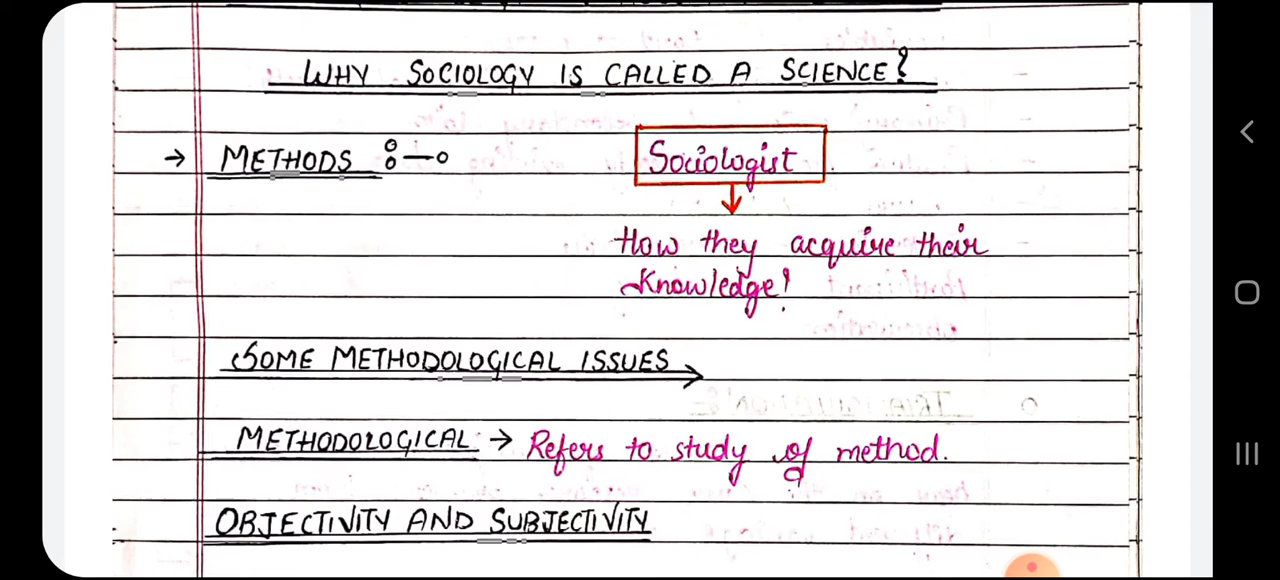 WHY SOCIOLOGY IS CALLED A SCIENCE?
→ METHODS :-
Sociologist
How they acquire their
knowledge?
SOME METHODOLOGICAL ISSUES
METHODOLOGICAL → Refers to study of method.
OBJECTIVITY AND SUBJECTIVITY